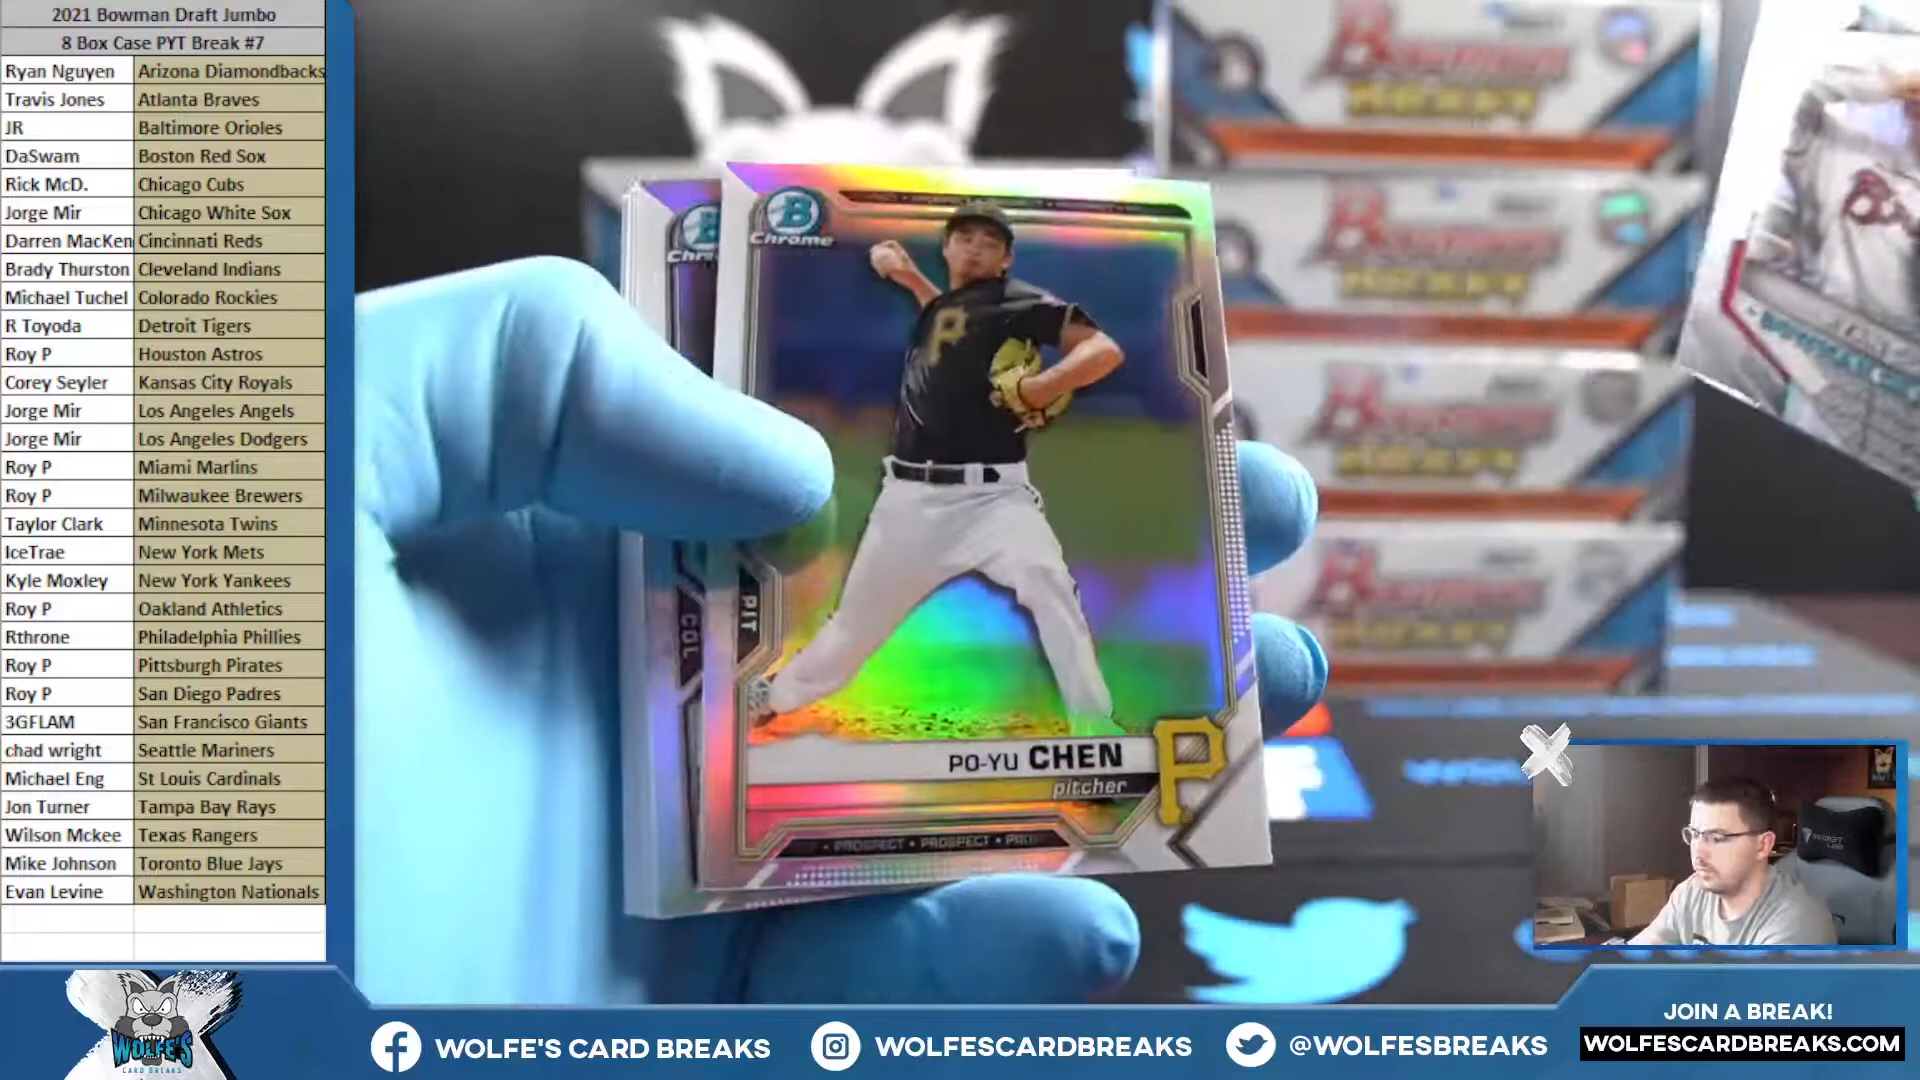 2021 Bowman Draft Jumbo
8 Box Case PYT Break #7
Ryan Nguyen Arizona Diamondbacks
Travis Jones Atlanta Braves
JR Baltimore Orioles
DaSwam Boston Red Sox
Rick McD. Chicago Cubs
Jorge Mir Chicago White Sox
Darren MacKen Cincinnati Reds
Brady Thurston Cleveland Indians
Michael Tuchel Colorado Rockies
R Toyoda Detroit Tigers
Roy P Houston Astros
Corey Seyler Kansas City Royals
Jorge Mir Los Angeles Angels
Jorge Mir Los Angeles Dodgers
Roy P Miami Marlins
Roy P Milwaukee Brewers
Taylor Clark Minnesota Twins
IceTrae New York Mets
Kyle Moxley New York Yankees
Roy P Oakland Athletics
Rthrone Philadelphia Phillies
Roy P Pittsburgh Pirates
Roy P San Diego Padres
3GFLAM San Francisco Giants
chad wright Seattle Mariners
Michael Eng St Louis Cardinals
Jon Turner Tampa Bay Rays
Wilson Mckee Texas Rangers
Mike Johnson Toronto Blue Jays
Evan Levine Washington Nationals
B
Chrome
P
PIT
COL
PO-YU CHEN
pitcher
P
PROSPECT • PROSPECT
Bowman
Bowman
Bowman
Bowman
WOLFE'S
CARD BREAKS
WOLFE'S CARD BREAKS
WOLFESCARDBREAKS
@WOLFESBREAKS
JOIN A BREAK!
WOLFESCARDBREAKS.COM